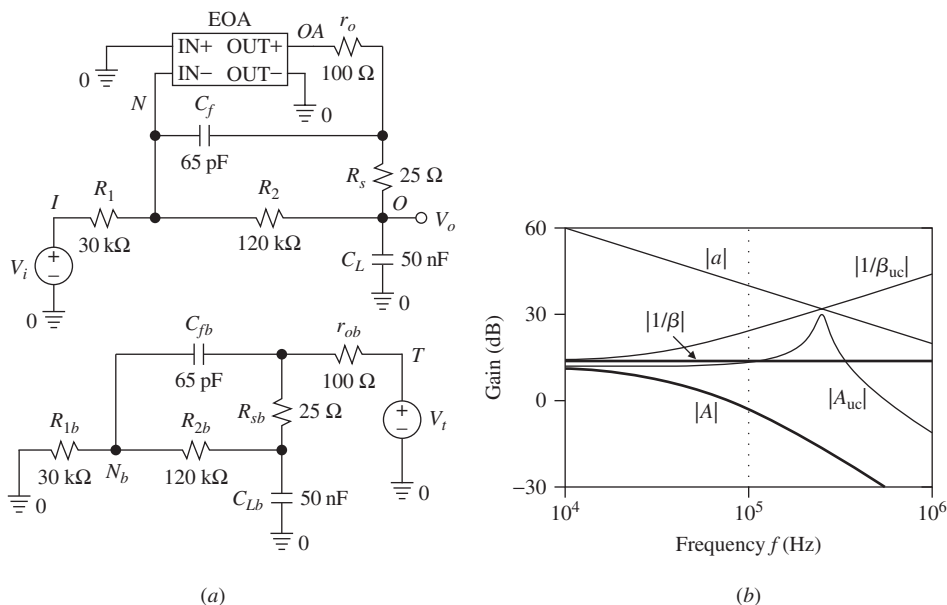 EOA
IN+ OUT+
IN− OUT−
OA
r_o
100 Ω
0
0
N
C_f
65 pF
R_s 25 Ω
I
R_1
30 kΩ
R_2
120 kΩ
O
V_o
V_i
+
−
C_L 50 nF
0
0
C_fb
65 pF
r_ob
100 Ω
T
R_sb 25 Ω
+
−
V_t
R_1b
30 kΩ
N_b
R_2b
120 kΩ
C_Lb 50 nF
0
0
0
(a)
60
30
0
−30
Gain (dB)
|a|
|1/β_uc|
|1/β|
|A_uc|
|A|
10^4
10^5
10^6
Frequency f (Hz)
(b)